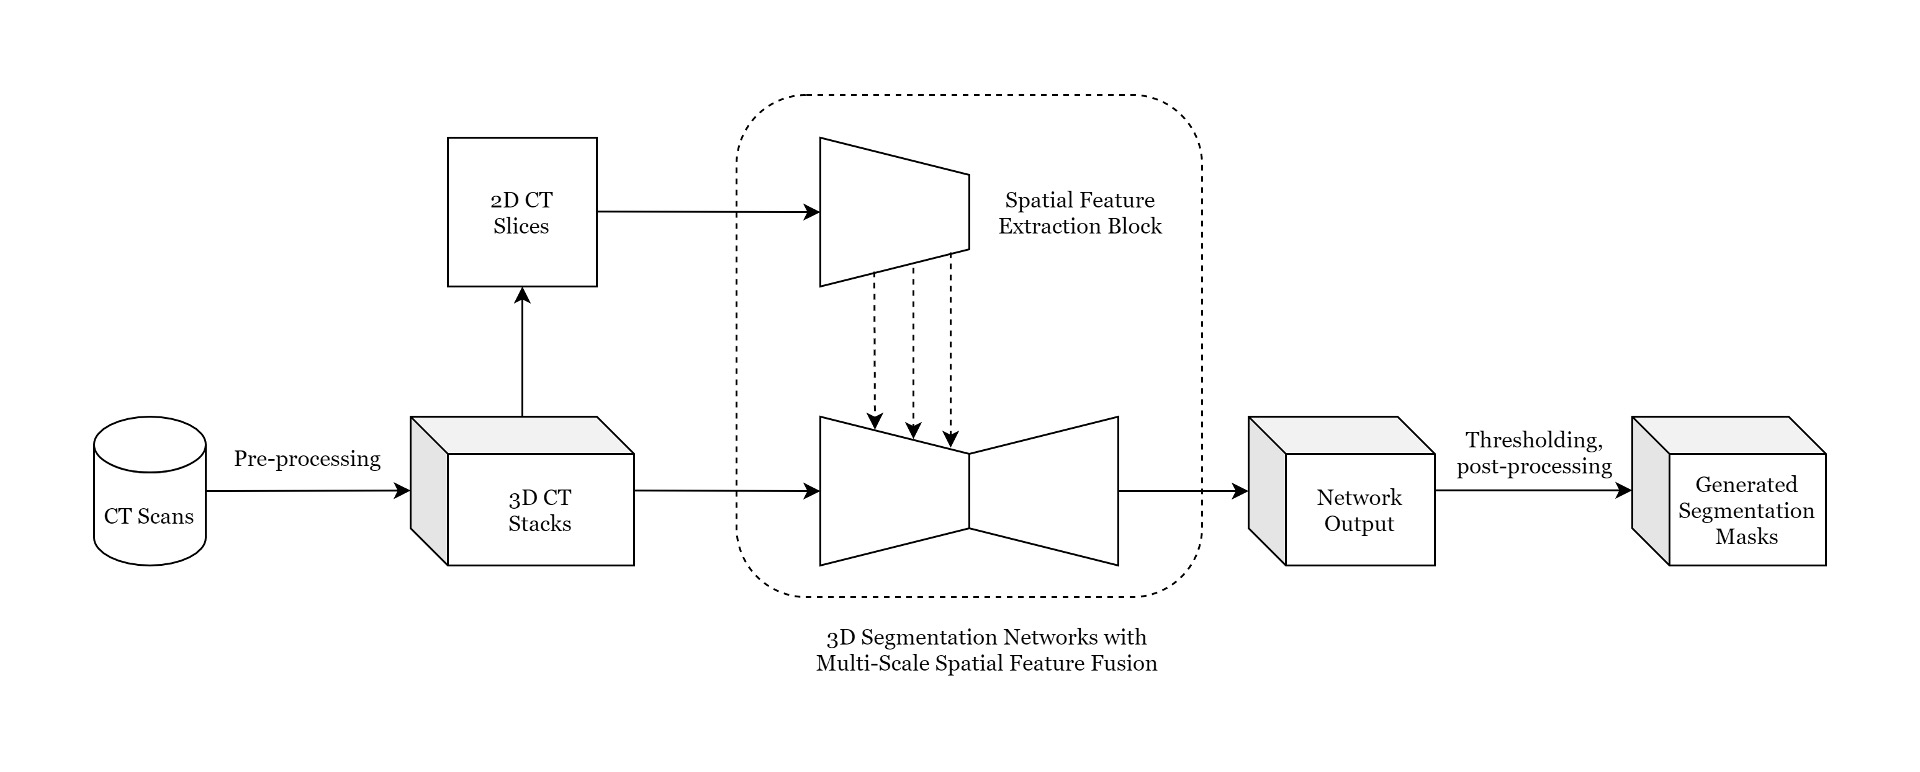 2D CT
Slices
Spatial Feature
Extraction Block
CT Scans
Pre-processing
3D CT
Stacks
Network
Output
Thresholding,
post-processing
Generated
Segmentation
Masks
3D Segmentation Networks with
Multi-Scale Spatial Feature Fusion